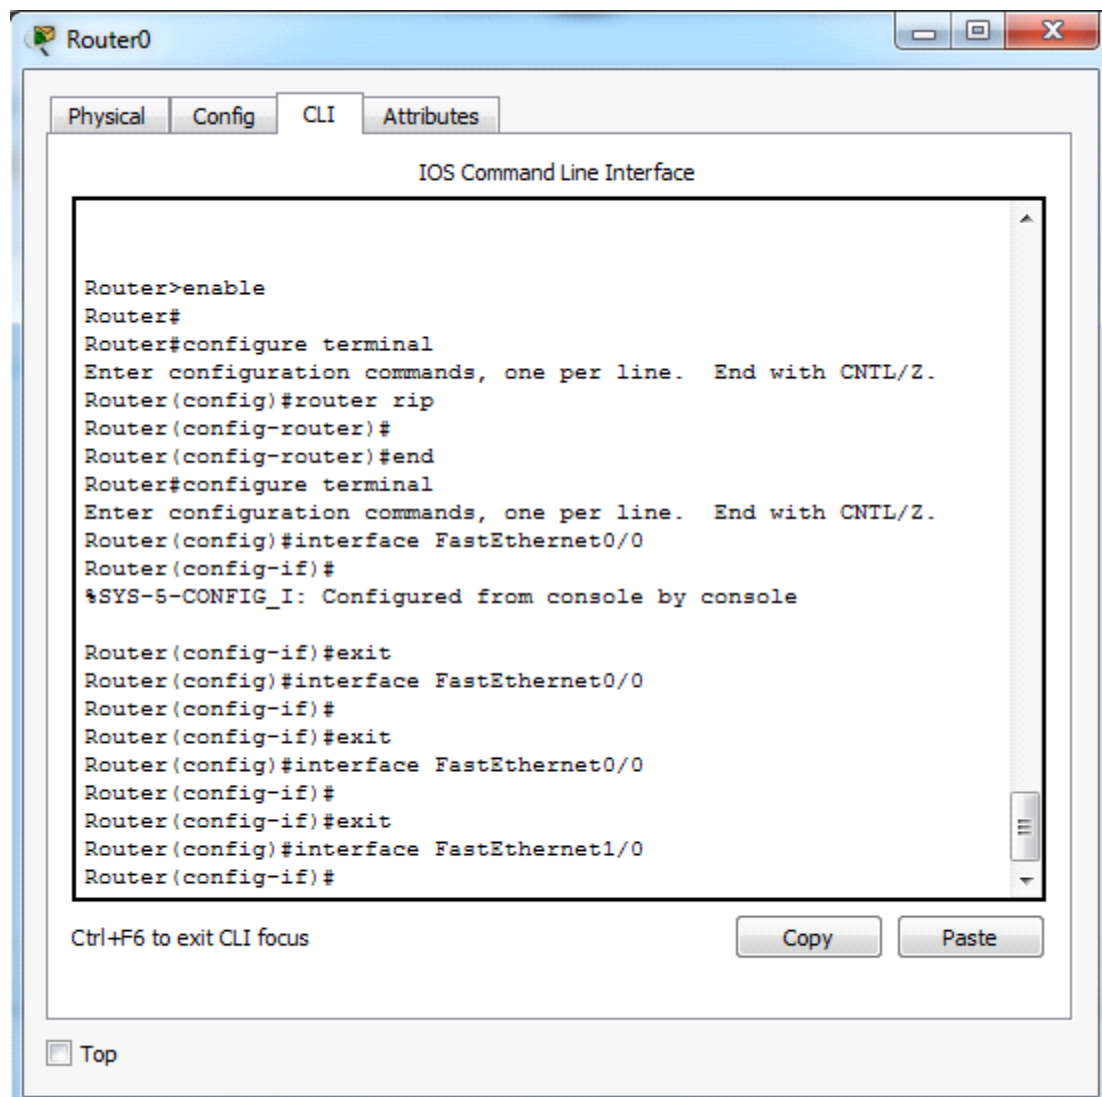 Router0
Physical Config CLI Attributes
IOS Command Line Interface
Router>enable
Router#
Router#configure terminal
Enter configuration commands, one per line.  End with CNTL/Z.
Router(config)#router rip
Router(config-router)#
Router(config-router)#end
Router#configure terminal
Enter configuration commands, one per line.  End with CNTL/Z.
Router(config)#interface FastEthernet0/0
Router(config-if)#
%SYS-5-CONFIG_I: Configured from console by console
Router(config-if)#exit
Router(config)#interface FastEthernet0/0
Router(config-if)#
Router(config-if)#exit
Router(config)#interface FastEthernet0/0
Router(config-if)#
Router(config-if)#exit
Router(config)#interface FastEthernet1/0
Router(config-if)#
Ctrl+F6 to exit CLI focus Copy Paste
Top